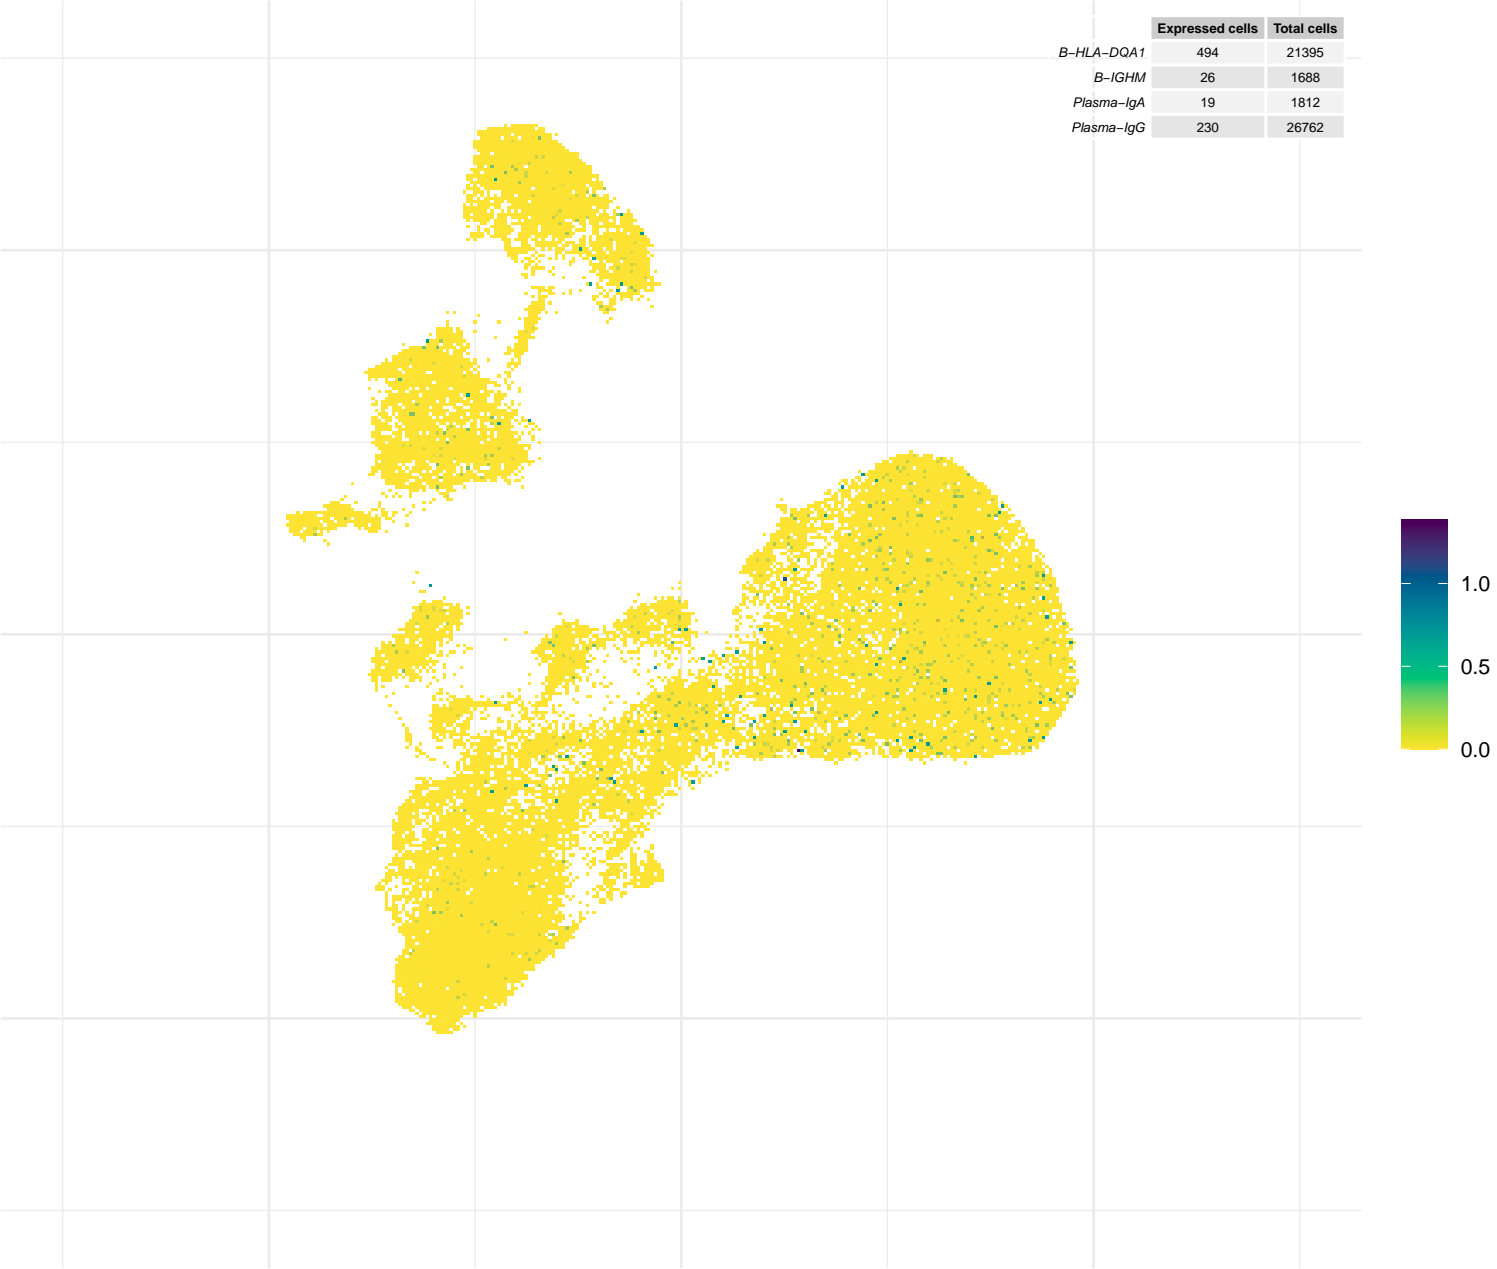 Expressed cells Total cells
B−HLA−DQA1 494 21395
B−IGHM 26 1688
Plasma−IgA 19 1812
Plasma−IgG 230 26762
1.0
0.5
0.0